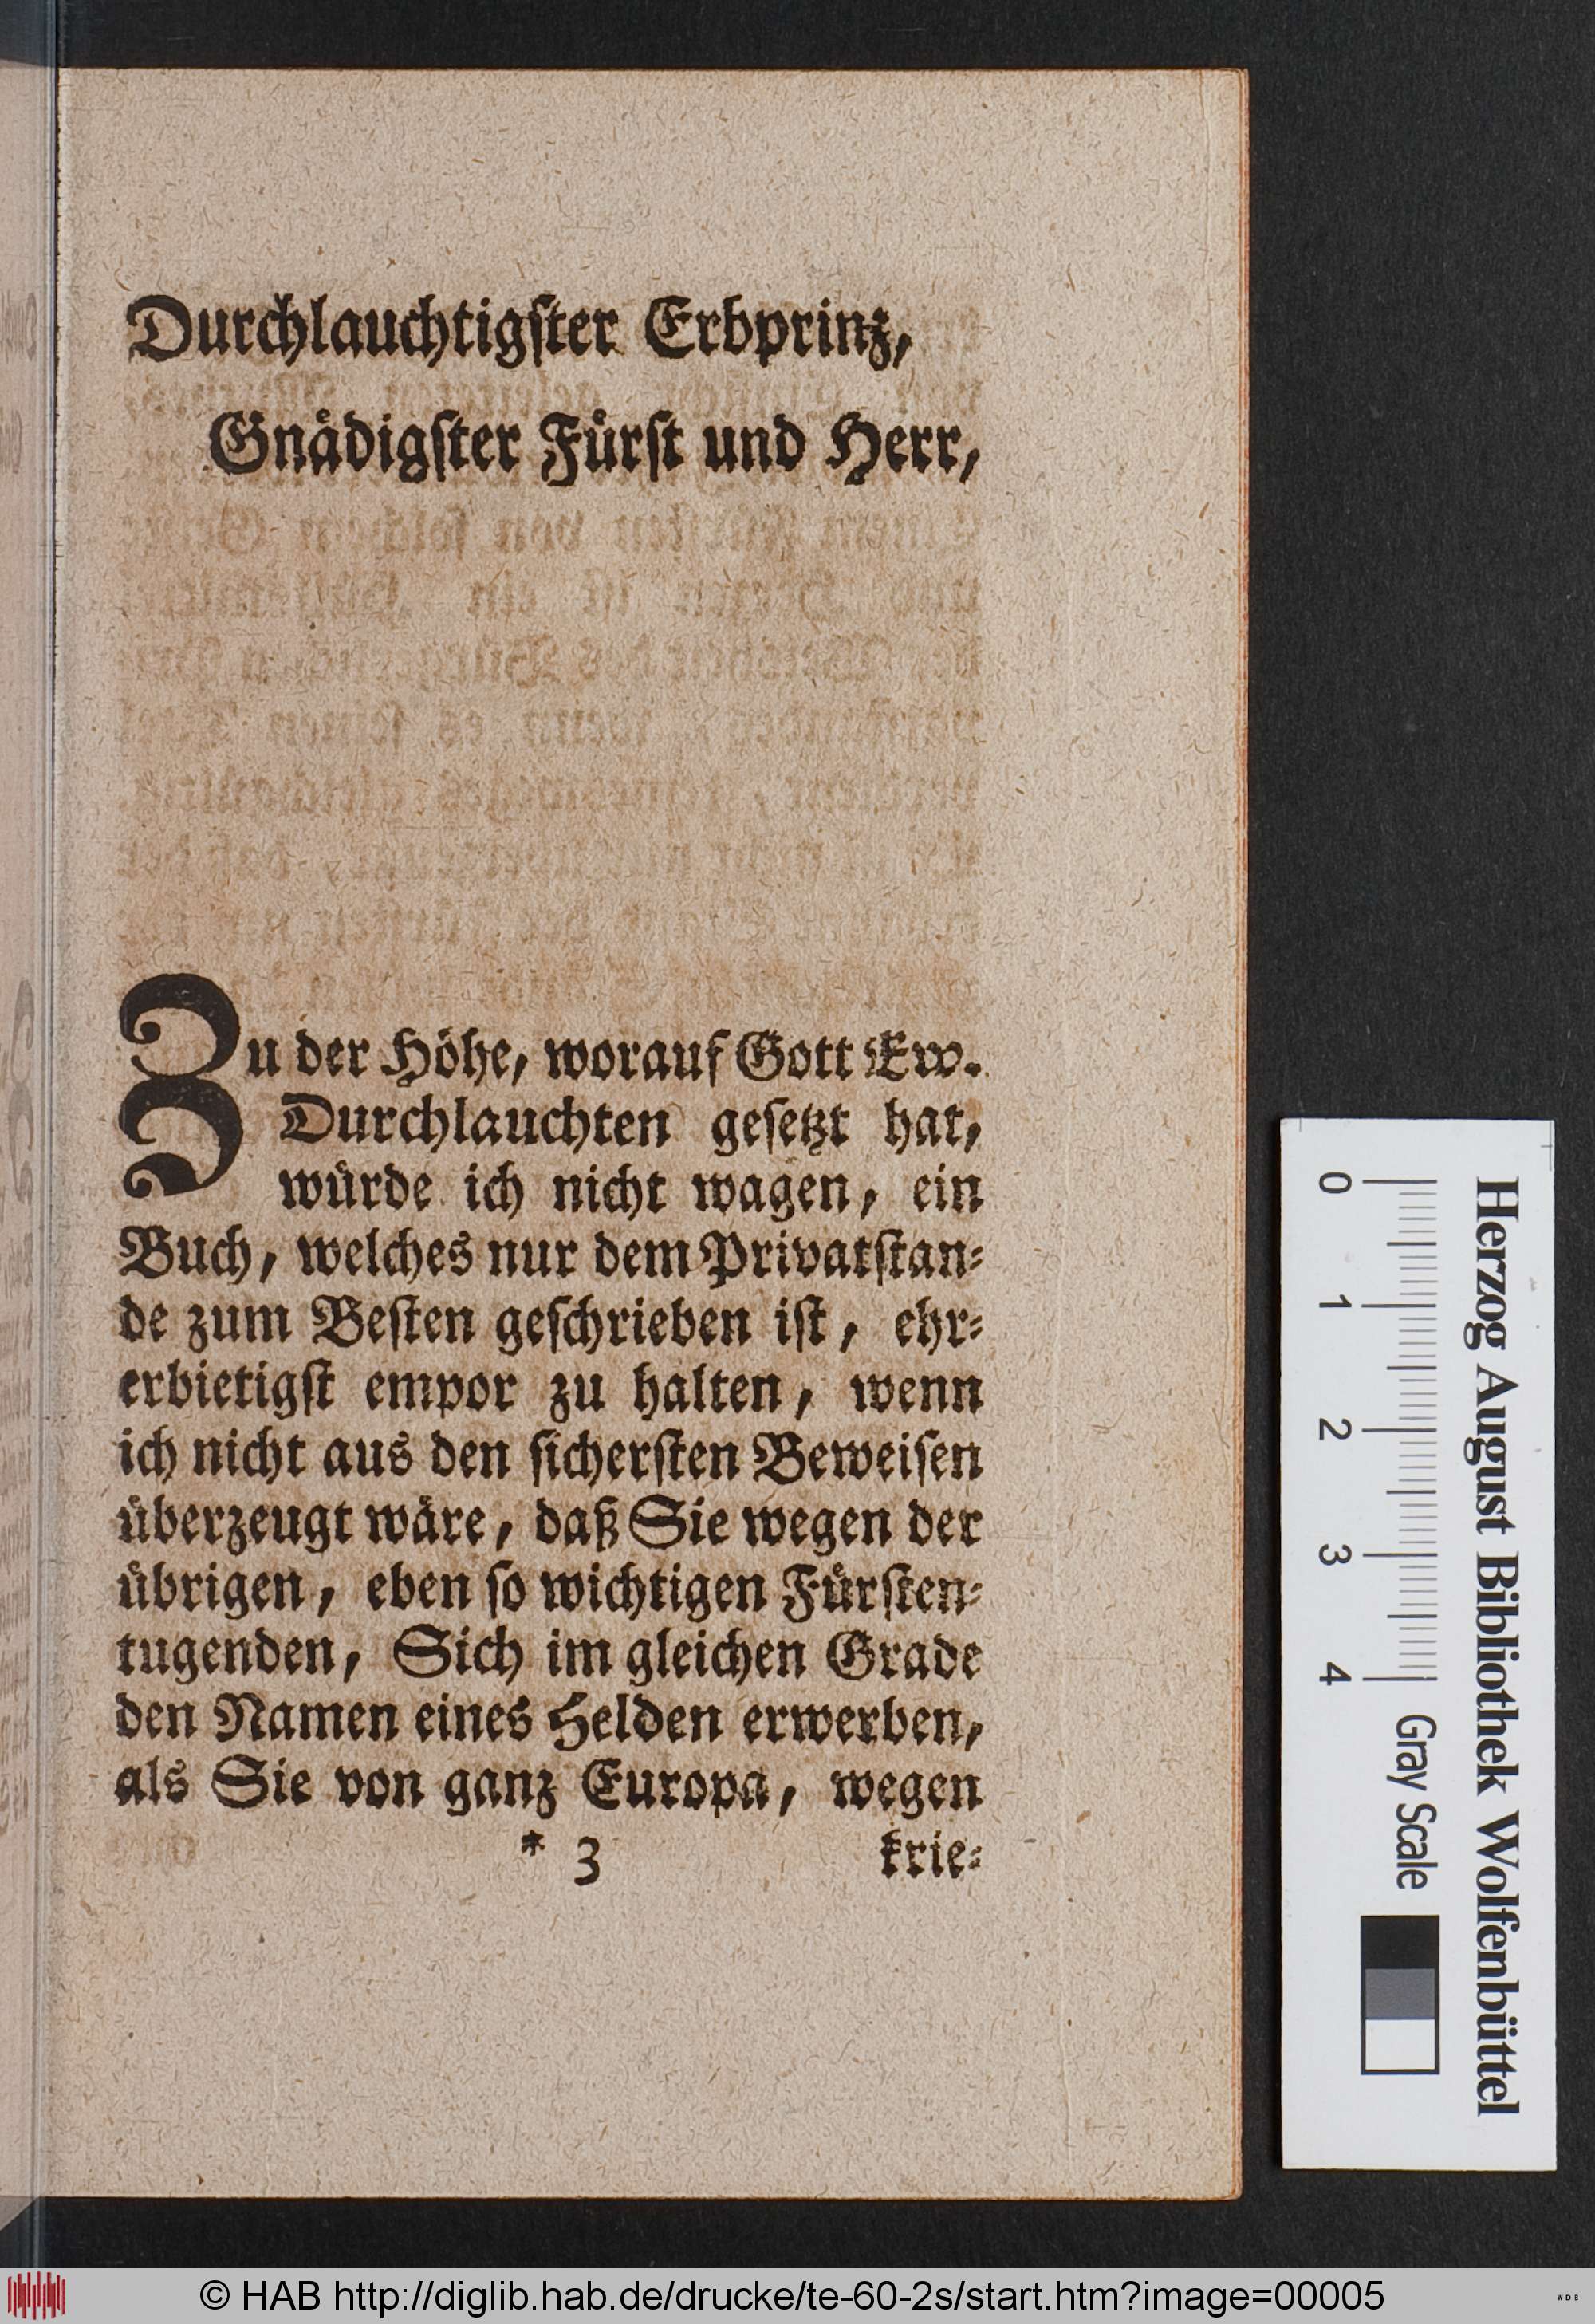 Durchlauchtigſter Erbprinz,
Gnädigſter Fürſt und Herr,
Zu der Höhe, worauf Gott Ew.
Durchlauchten geſetzt hat,
würde ich nicht wagen, ein
Buch, welches nur dem Privatſtan⸗
de zum Beſten geſchrieben iſt, ehr⸗
erbietigſt empor zu halten, wenn
ich nicht aus den ſicherſten Beweiſen
überzeugt wäre, daß Sie wegen der
übrigen, eben ſo wichtigen Fürſten⸗
tugenden, Sich im gleichen Grade
den Namen eines Helden erwerben,
als Sie von ganz Europa, wegen
* 3 krie⸗
Herzog August Bibliothek Wolfenbüttel
0 1 2 3 4 Gray Scale
© HAB http://diglib.hab.de/drucke/te-60-2s/start.htm?image=00005
WDB